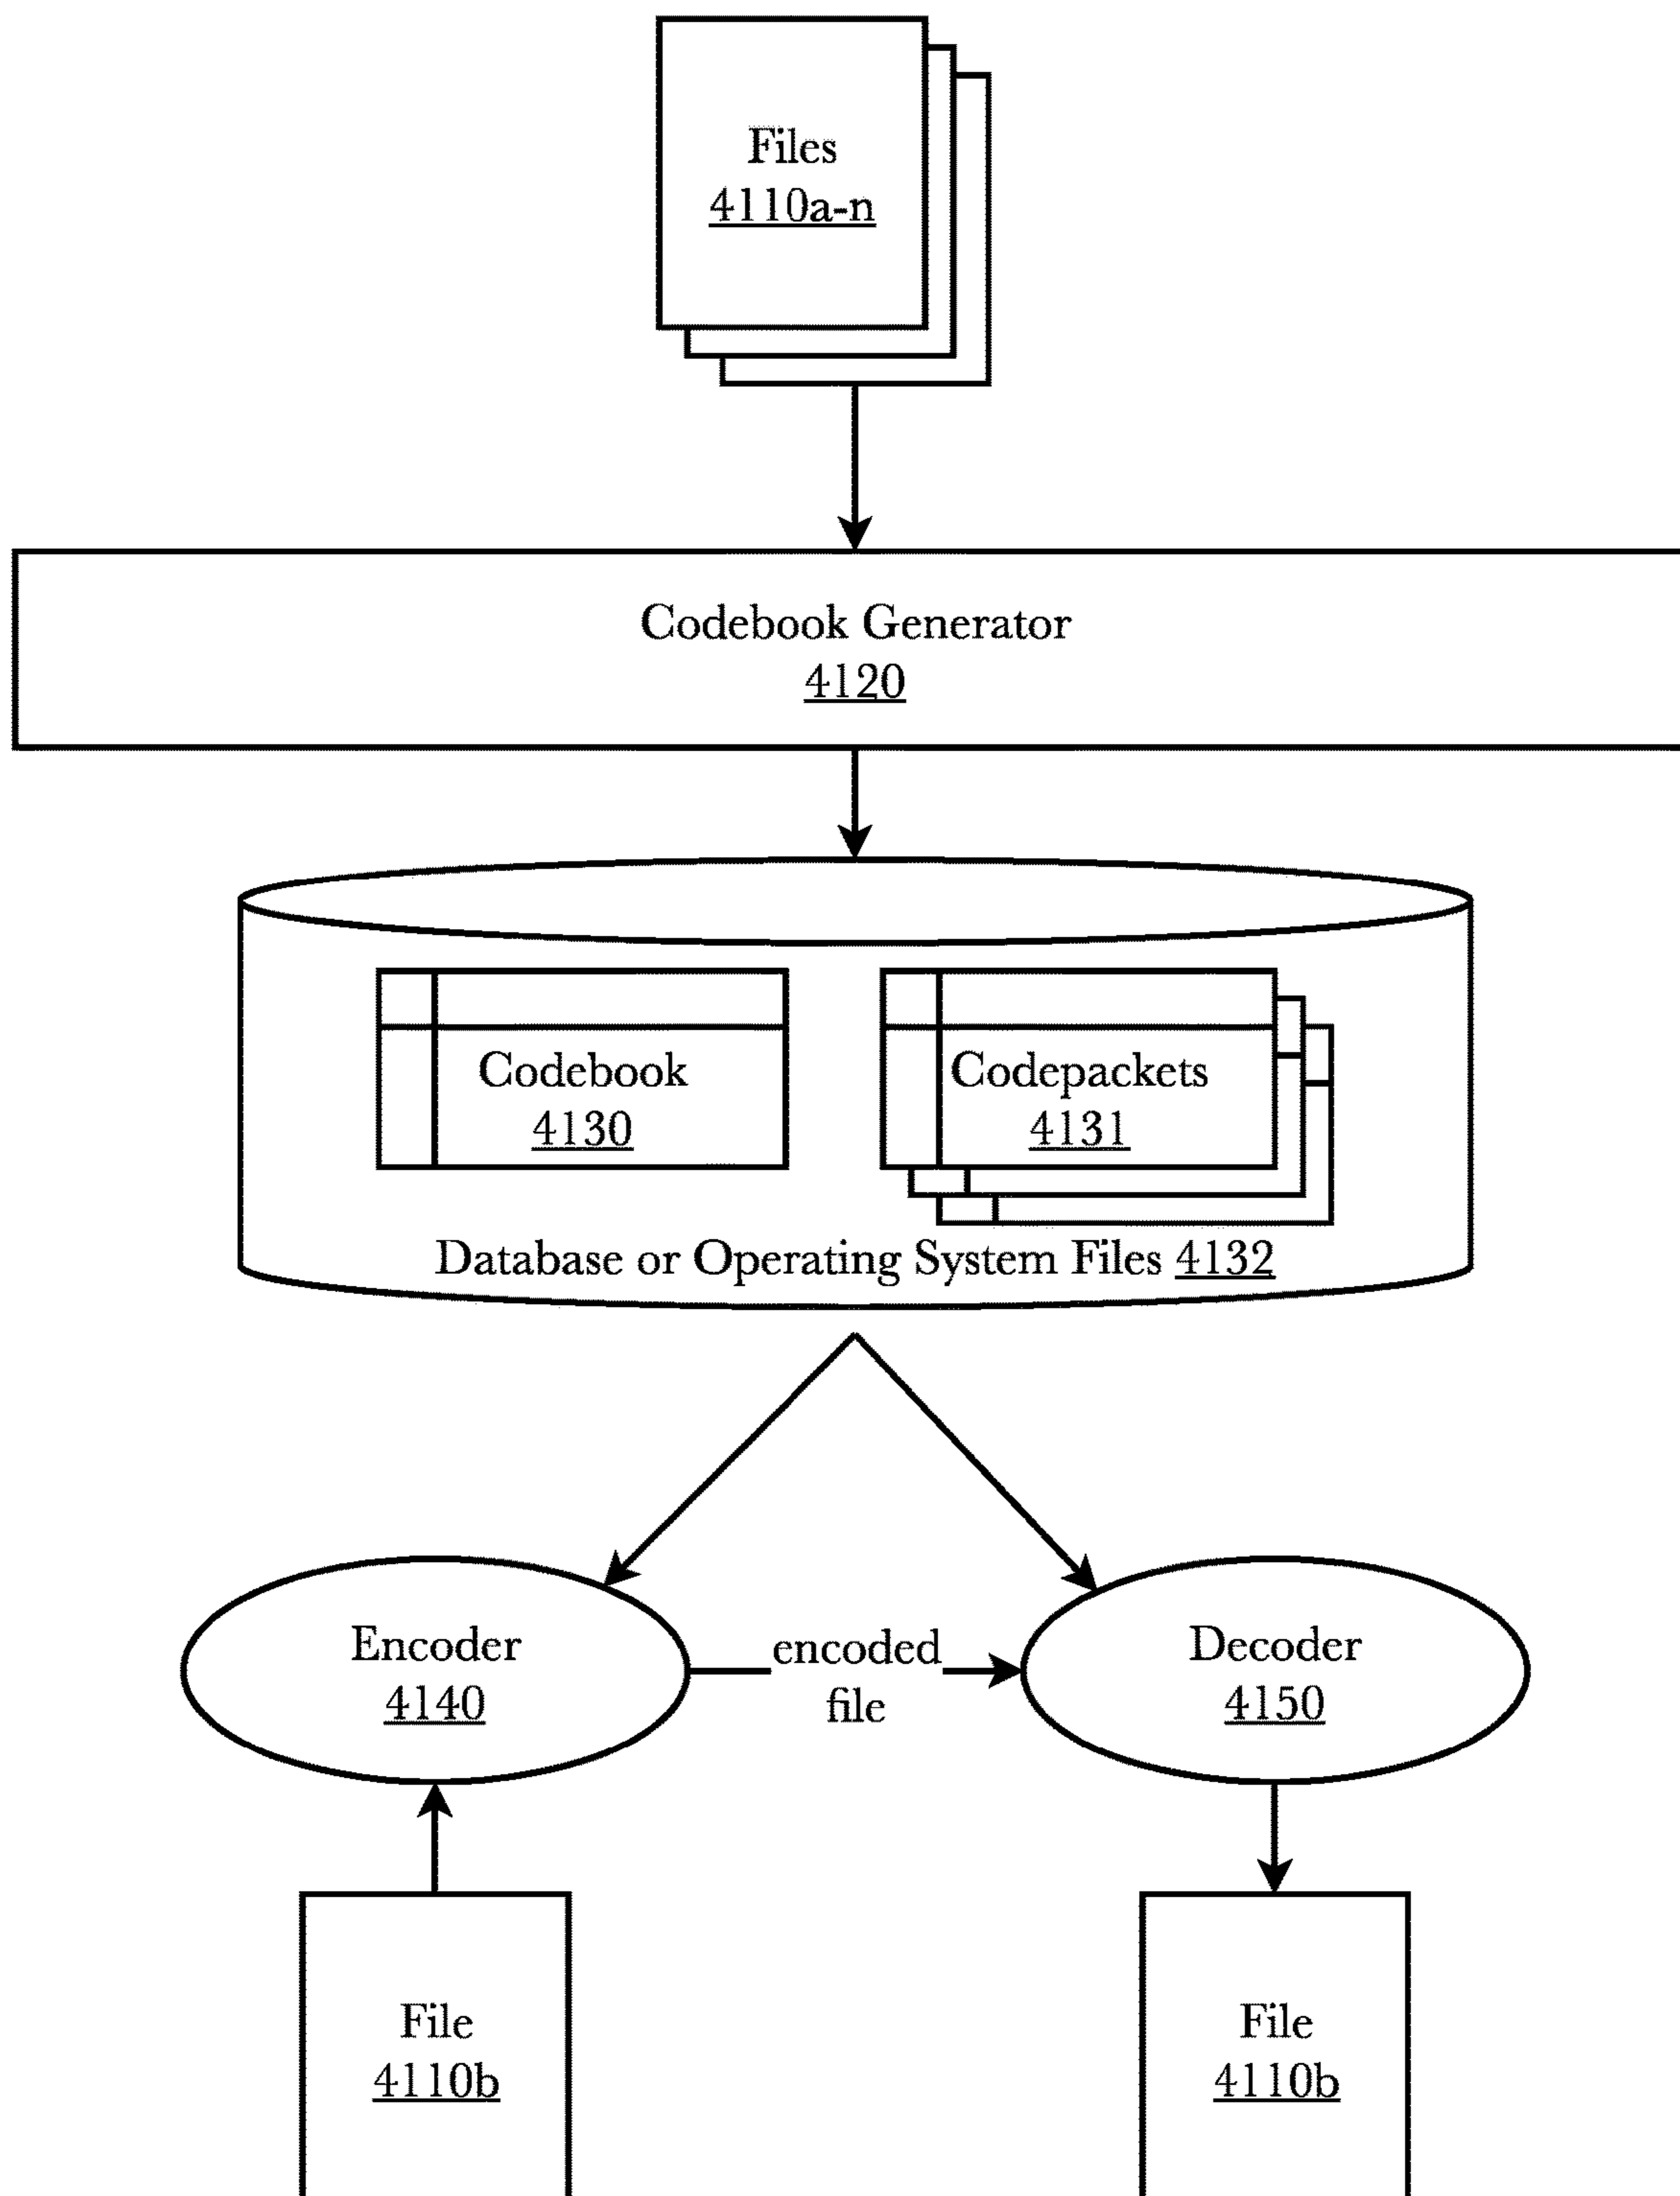 Files
4110a-n
Codebook Generator
4120
Codebook
4130
Codepackets
4131
Database or Operating System Files 4132
Encoder
4140
encoded
file
Decoder
4150
File
4110b
File
4110b